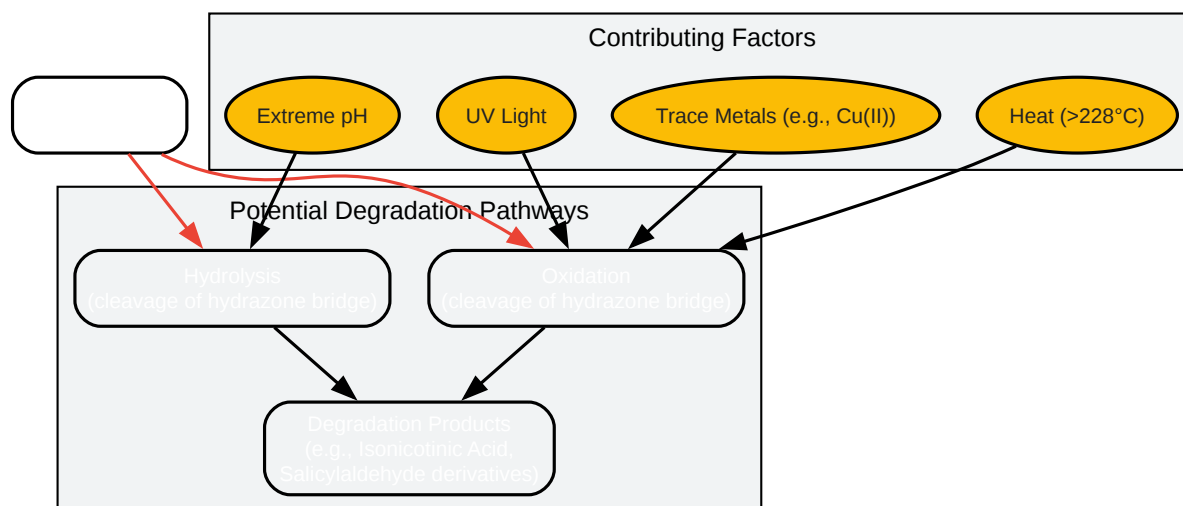 Contributing Factors
Extreme pH
UV Light
Trace Metals (e.g., Cu(II))
Heat (>228°C)
Potential Degradation Pathways
Hydrolysis
(cleavage of hydrazone bridge)
Oxidation
(cleavage of hydrazone bridge)
Degradation Products
(e.g., Isonicotinic Acid,
Salicylaldehyde derivatives)